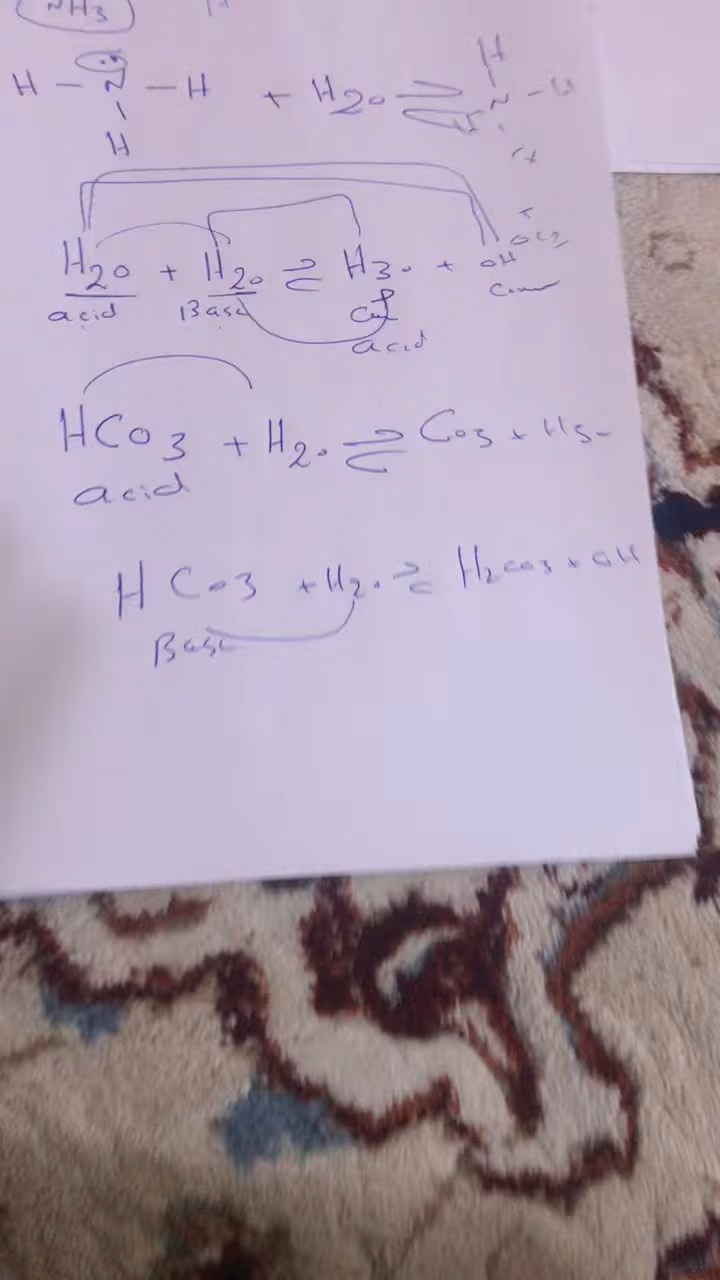 NH3
H
H – N – H + H2o ⇌ N – H
H
H2o + H2o ⇌ H3o + OH
acid Base
acid
HCo3 + H2o ⇌ Co3 + H3o
acid
HCo3 + H2o ⇌ H2co3 + OH
Base